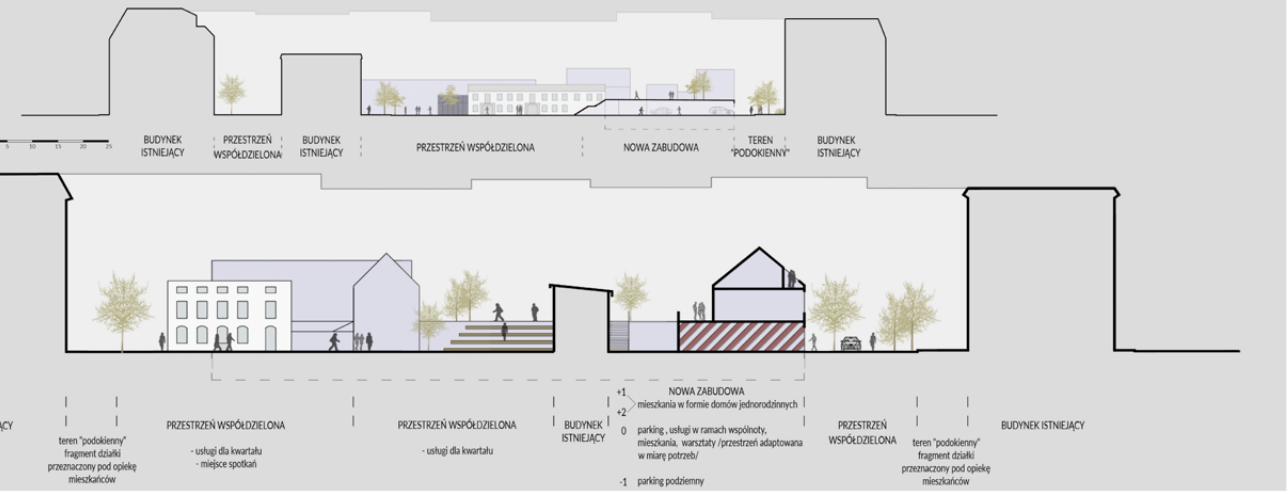 5 10 15 20 25
BUDYNEK
ISTNIEJĄCY
PRZESTRZEŃ
WSPÓŁDZIELONA
BUDYNEK
ISTNIEJĄCY
PRZESTRZEŃ WSPÓŁDZIELONA
NOWA ZABUDOWA
TEREN
"PODOKIENNY"
BUDYNEK
ISTNIEJĄCY
ĄCY
teren "podokienny"
fragment działki
przeznaczony pod opiekę
mieszkańców
PRZESTRZEŃ WSPÓŁDZIELONA
- usługi dla kwartału
- miejsce spotkań
PRZESTRZEŃ WSPÓŁDZIELONA
- usługi dla kwartału
BUDYNEK
ISTNIEJĄCY
NOWA ZABUDOWA
+1
mieszkania w formie domów jednorodzinnych
+2
0 parking , usługi w ramach wspólnoty,
mieszkania, warsztaty /przestrzeń adaptowana
w miarę potrzeb/
-1 parking podziemny
PRZESTRZEŃ
WSPÓŁDZIELONA
teren "podokienny"
fragment działki
przeznaczony pod opiekę
mieszkańców
BUDYNEK ISTNIEJĄCY